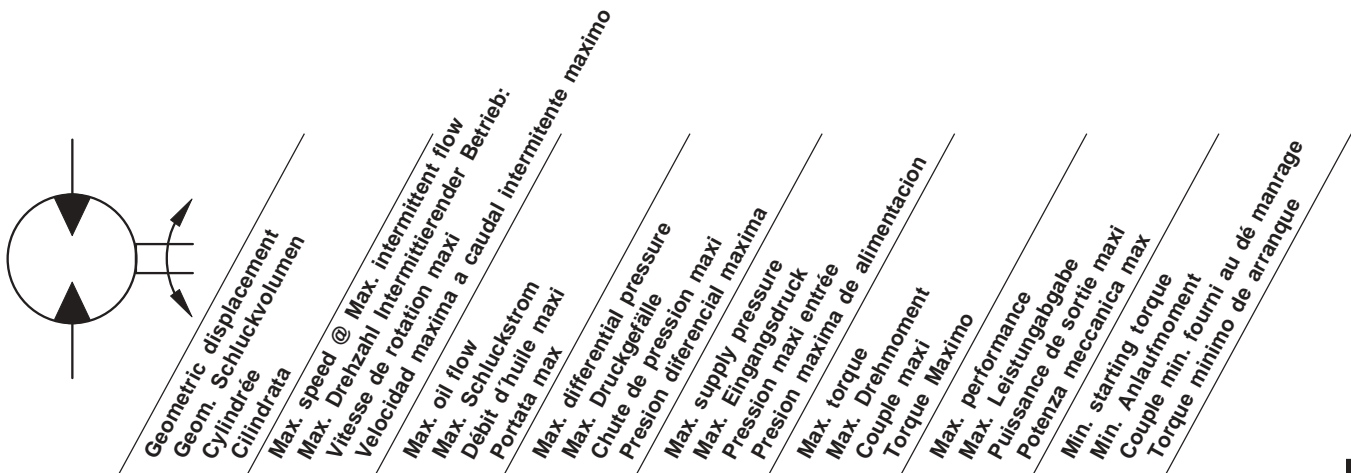 Geometric displacement
Geom. Schluckvolumen
Cylindrée
Cilindrata
Max. speed @ Max. intermittent flow
Max. Drehzahl Intermittierender Betrieb:
Vitesse de rotation maxi
Velocidad maxima a caudal intermitente maximo
Max. oil flow
Max. Schluckstrom
Débit d´huile maxi
Portata max
Max. differential pressure
Max. Druckgefälle
Chute de pression maxi
Presion diferencial maxima
Max. supply pressure
Max. Eingangsdruck
Pression maxi entrée
Presion maxima de alimentacion
Max. torque
Max. Drehmoment
Couple maxi
Torque Maximo
Max. performance
Max. Leistungabgabe
Puissance de sortie maxi
Potenza meccanica max
Min. starting torque
Min. Anlaufmoment
Couple min. fourni au dé manrage
Torque minimo de arranque